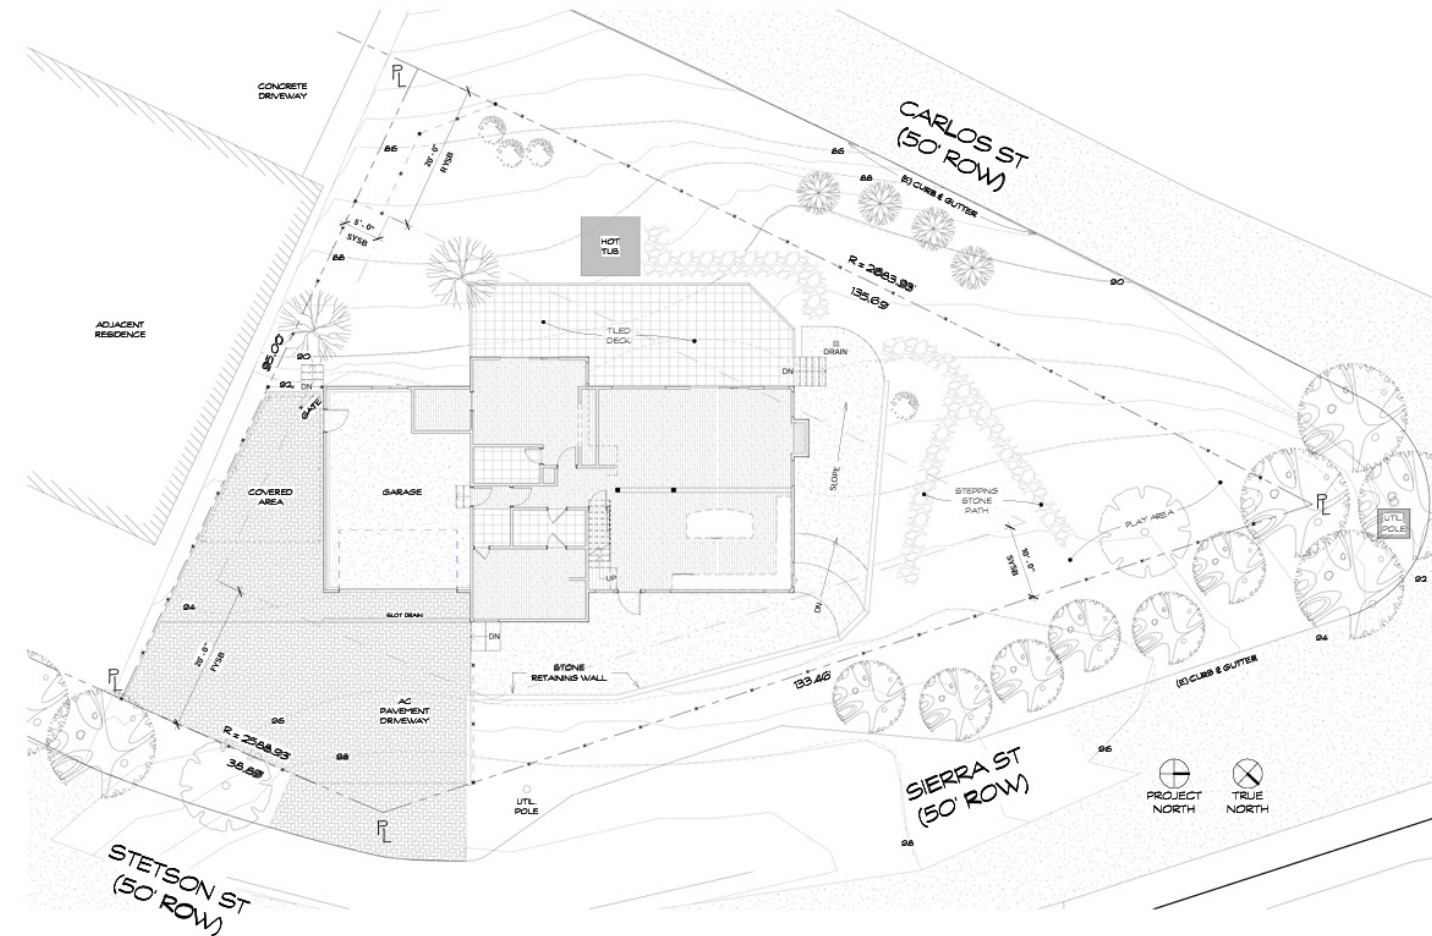 CONCRETE
DRIVEWAY
P
L
CARLOS ST
(50' ROW)
86
20' - 0"
RYSB
86
88
(E) CURB & GUTTER
5' - 0"
SYSB
88
HOT
TUB
R = 2683.93'
135.69'
90
ADJACENT
RESIDENCE
95.00'
TILED
DECK
DRAIN
90
92
DN
GATE
DN
COVERED
AREA
GARAGE
SLOPE
STEPPING
STONE
PATH
PLAY AREA
P
L
UTIL
POLE
10' - 0"
SYSB
UP
92
94
SLOT DRAIN
DN
DN
94
20' - 0"
FYSB
STONE
RETAINING WALL
P
L
133.46'
(E) CURB & GUTTER
AC
PAVEMENT
DRIVEWAY
96
R = 2588.93'
38.89'
98
96
SIERRA ST
(50' ROW)
PROJECT
NORTH
TRUE
NORTH
UTIL
POLE
P
L
98
STETSON ST
(50' ROW)